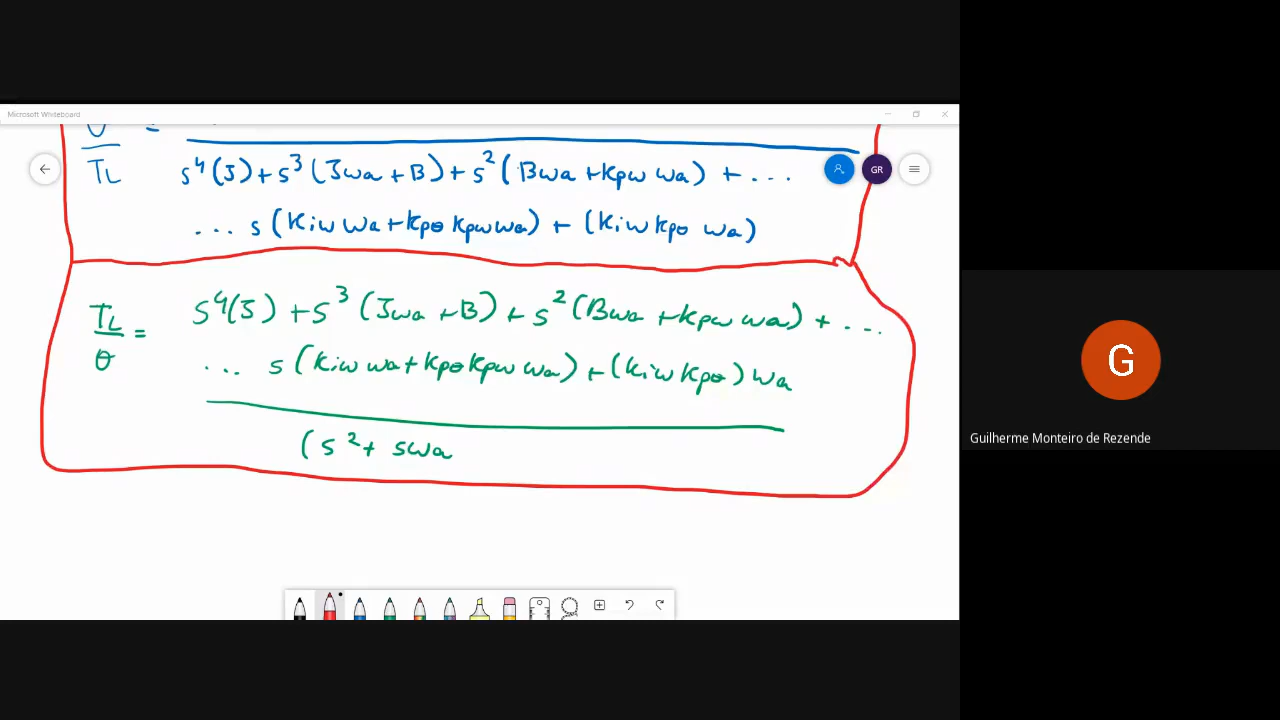 Microsoft Whiteboard
θ/TL =
s⁴(J) + s³(Jwa + B) + s²(Bwa + Kpw wa) + ...
... s(Kiw wa + Kpθ Kpw wa) + (Kiw Kpθ wa)
GR
TL/θ = s⁴(J) + s³(Jwa + B) + s²(Bwa + Kpw wa) + ...
... s(Kiw wa + Kpθ Kpw wa) + (Kiw Kpθ) wa
(s² + swa
G
Guilherme Monteiro de Rezende